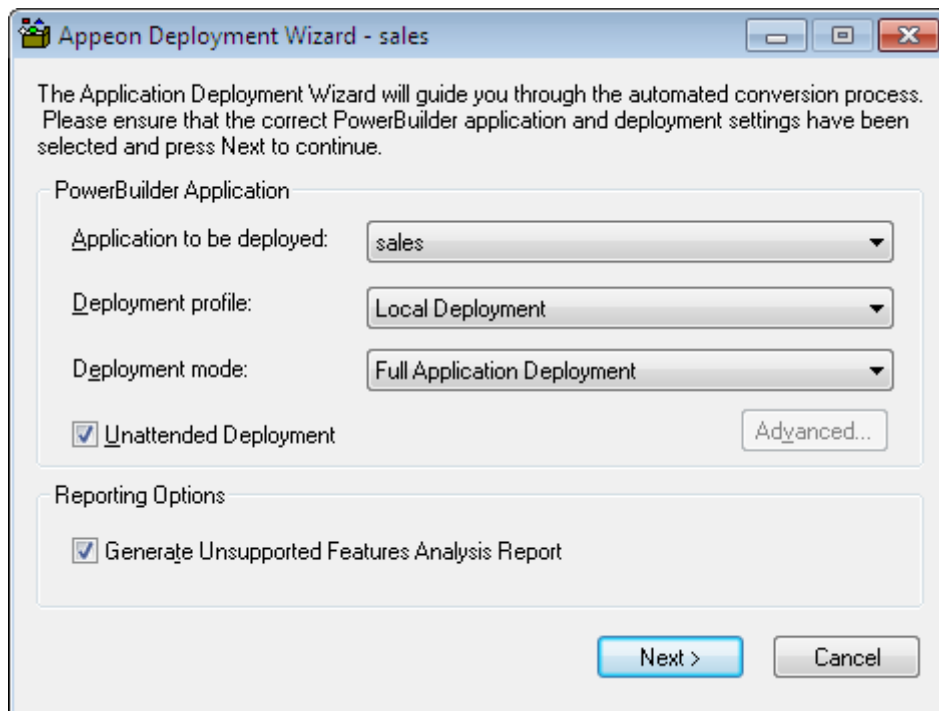 Appeon Deployment Wizard - sales
The Application Deployment Wizard will guide you through the automated conversion process.
Please ensure that the correct PowerBuilder application and deployment settings have been
selected and press Next to continue.
PowerBuilder Application
Application to be deployed: sales
Deployment profile: Local Deployment
Deployment mode: Full Application Deployment
Unattended Deployment Advanced...
Reporting Options
Generate Unsupported Features Analysis Report
Next > Cancel